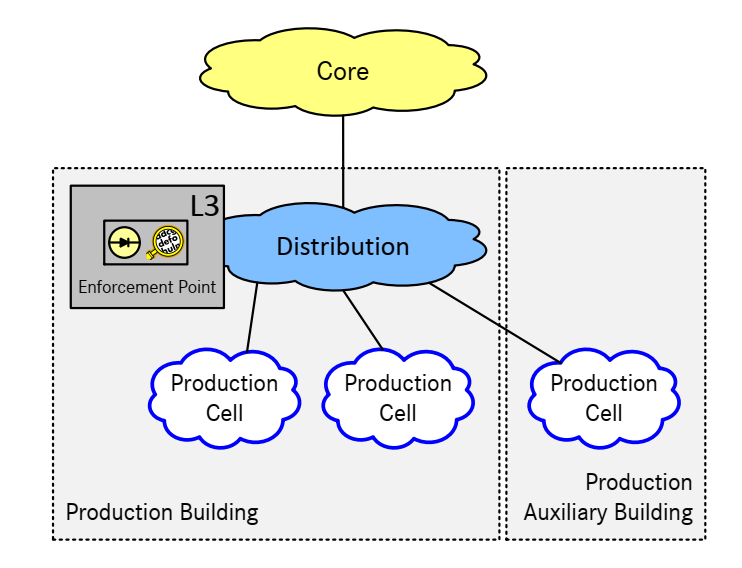 Core
L3
Enforcement Point
Distribution
Production
Cell
Production
Cell
Production
Cell
Production Building
Production
Auxiliary Building